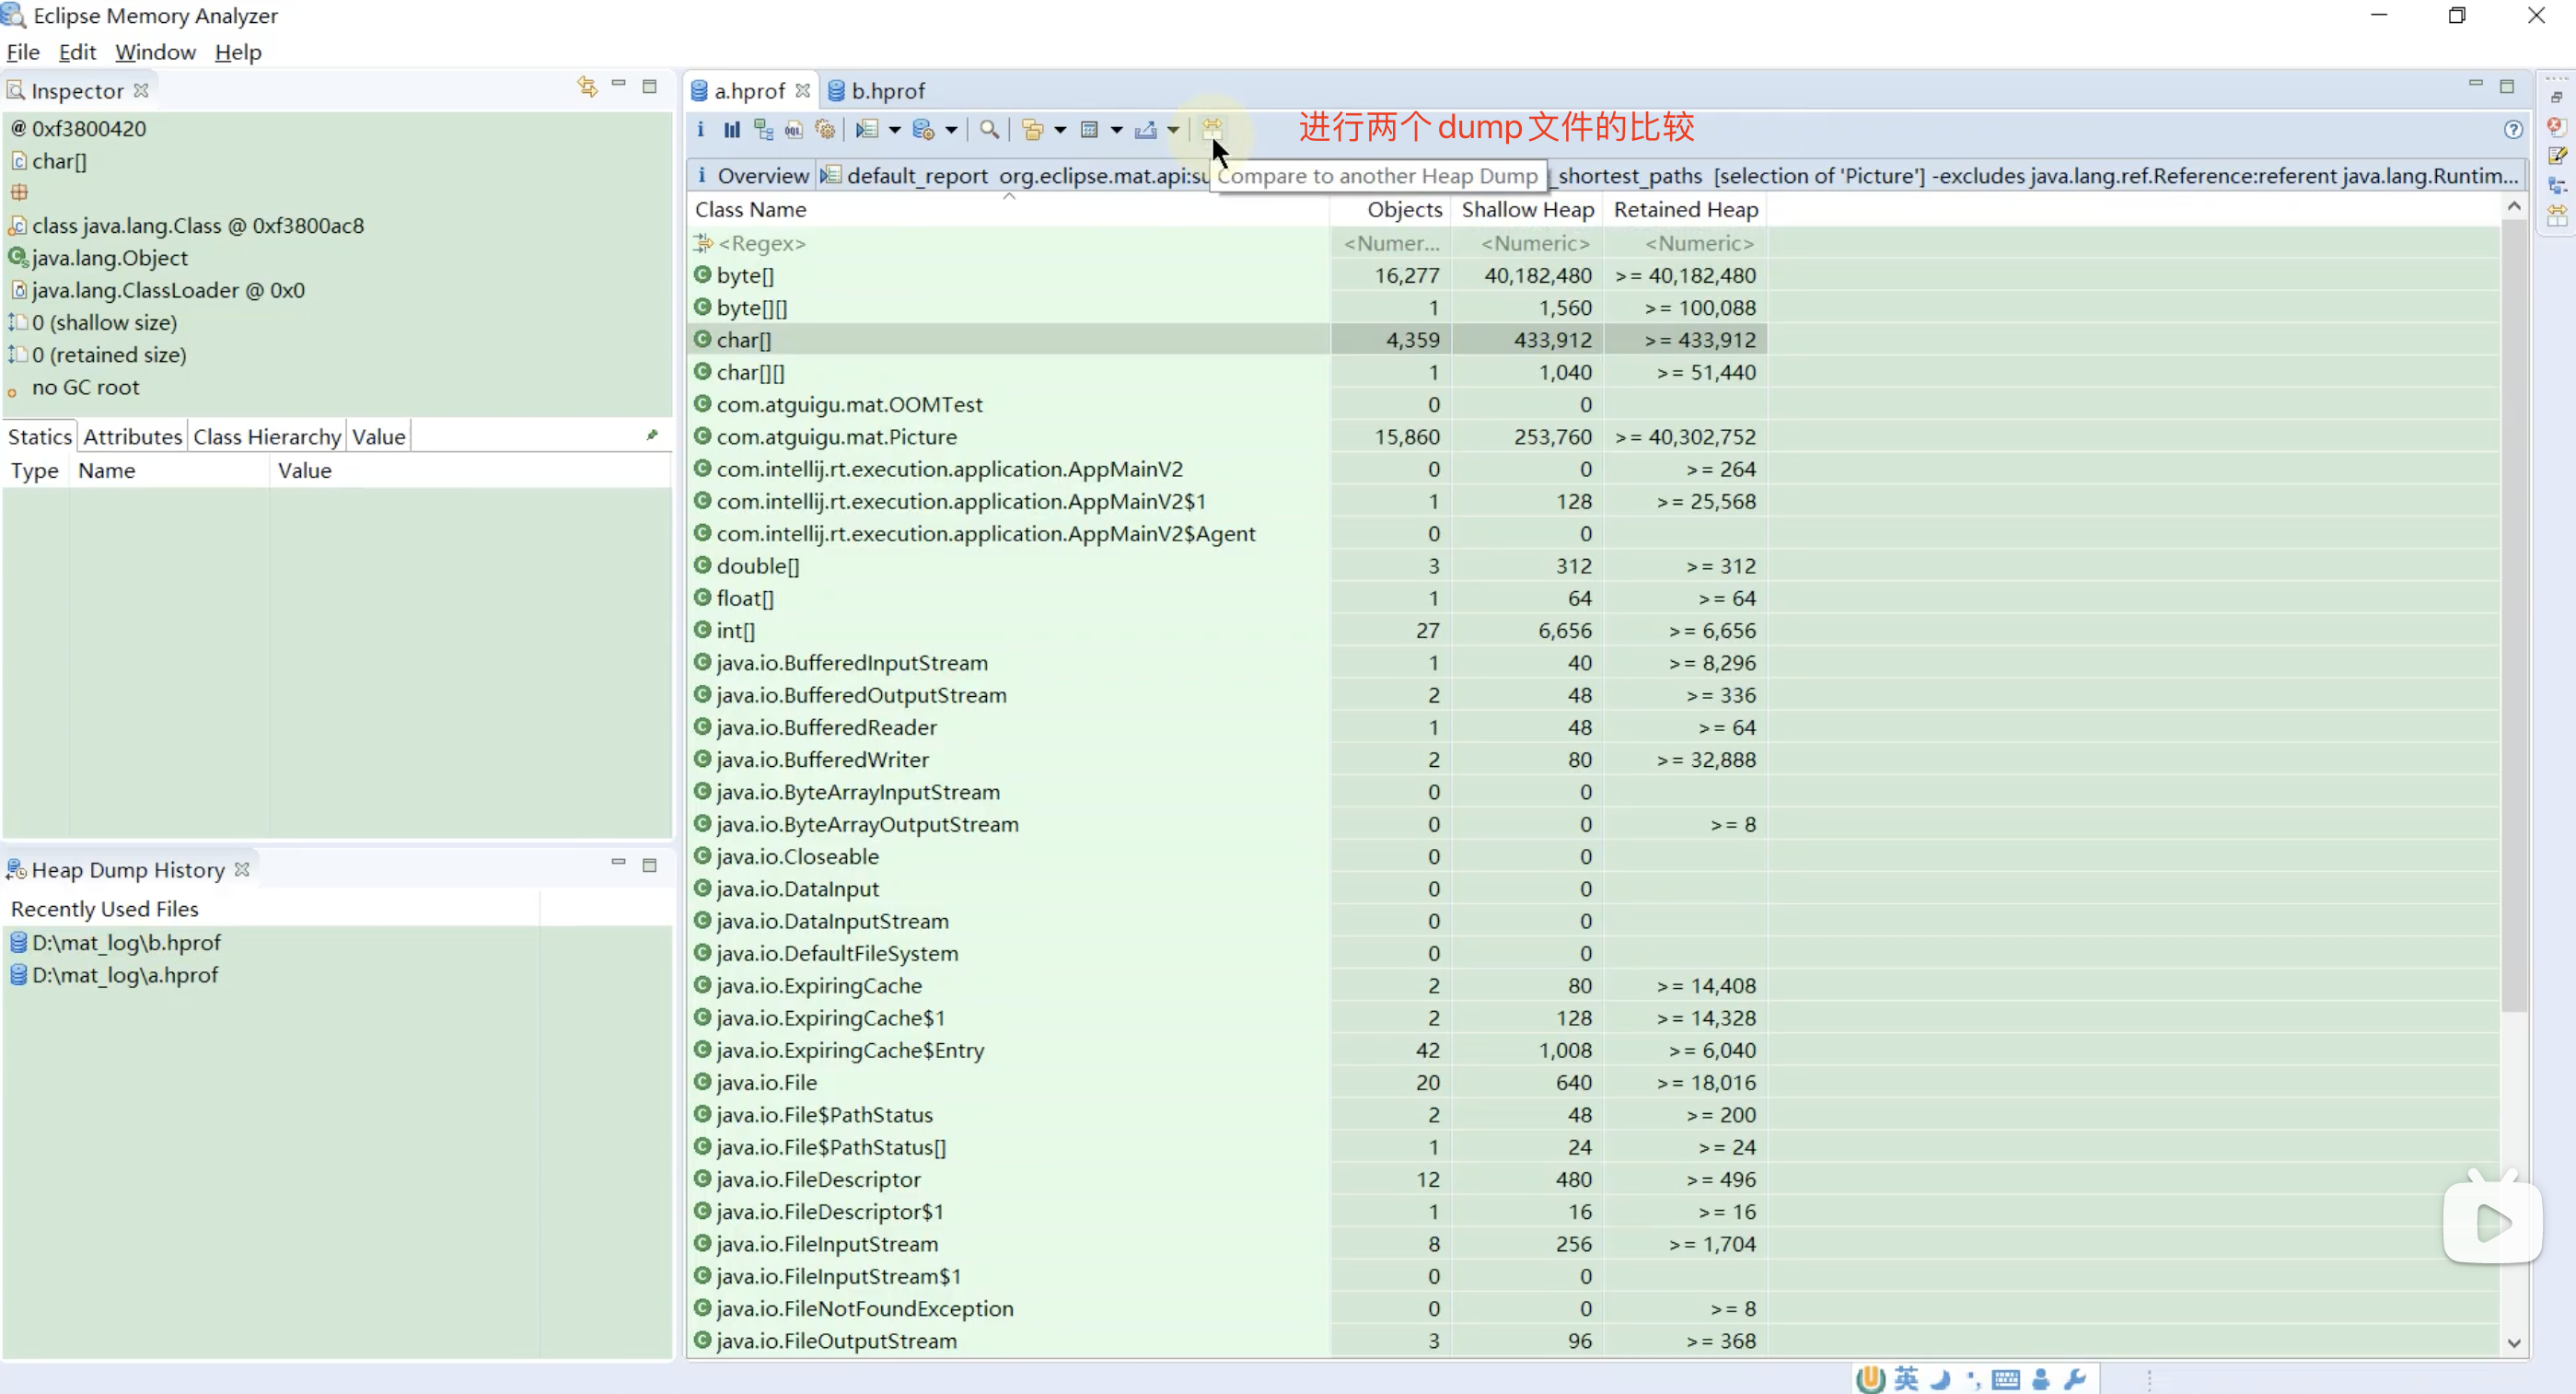 Eclipse Memory Analyzer
File Edit Window Help
Inspector
@ 0xf3800420
char[]
class java.lang.Class @ 0xf3800ac8
java.lang.Object
java.lang.ClassLoader @ 0x0
0 (shallow size)
0 (retained size)
no GC root
Statics Attributes Class Hierarchy Value
Type Name Value
Heap Dump History
Recently Used Files
D:\mat_log\b.hprof
D:\mat_log\a.hprof
a.hprof b.hprof
进行两个dump文件的比较
Overview default_report org.eclipse.mat.api:su Compare to another Heap Dump _shortest_paths [selection of 'Picture'] -excludes java.lang.ref.Reference:referent java.lang.Runtim...
Class Name Objects Shallow Heap Retained Heap
<Regex> <Numer... <Numeric> <Numeric>
byte[] 16,277 40,182,480 >= 40,182,480
byte[][] 1 1,560 >= 100,088
char[] 4,359 433,912 >= 433,912
char[][] 1 1,040 >= 51,440
com.atguigu.mat.OOMTest 0 0
com.atguigu.mat.Picture 15,860 253,760 >= 40,302,752
com.intellij.rt.execution.application.AppMainV2 0 0 >= 264
com.intellij.rt.execution.application.AppMainV2$1 1 128 >= 25,568
com.intellij.rt.execution.application.AppMainV2$Agent 0 0
double[] 3 312 >= 312
float[] 1 64 >= 64
int[] 27 6,656 >= 6,656
java.io.BufferedInputStream 1 40 >= 8,296
java.io.BufferedOutputStream 2 48 >= 336
java.io.BufferedReader 1 48 >= 64
java.io.BufferedWriter 2 80 >= 32,888
java.io.ByteArrayInputStream 0 0
java.io.ByteArrayOutputStream 0 0 >= 8
java.io.Closeable 0 0
java.io.DataInput 0 0
java.io.DataInputStream 0 0
java.io.DefaultFileSystem 0 0
java.io.ExpiringCache 2 80 >= 14,408
java.io.ExpiringCache$1 2 128 >= 14,328
java.io.ExpiringCache$Entry 42 1,008 >= 6,040
java.io.File 20 640 >= 18,016
java.io.File$PathStatus 2 48 >= 200
java.io.File$PathStatus[] 1 24 >= 24
java.io.FileDescriptor 12 480 >= 496
java.io.FileDescriptor$1 1 16 >= 16
java.io.FileInputStream 8 256 >= 1,704
java.io.FileInputStream$1 0 0
java.io.FileNotFoundException 0 0 >= 8
java.io.FileOutputStream 3 96 >= 368
英